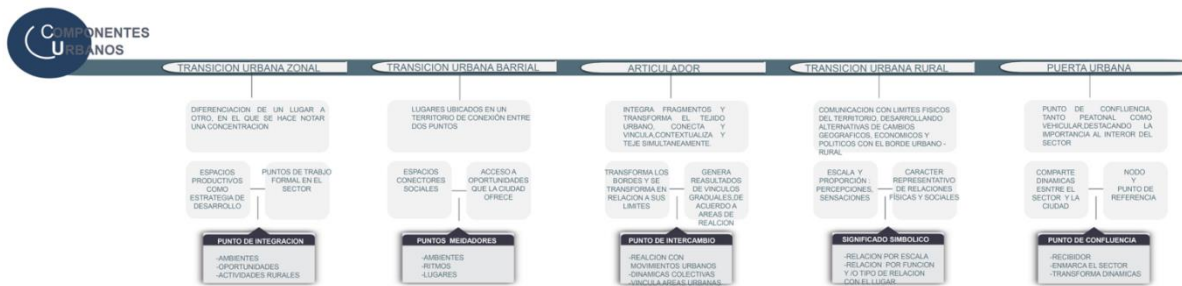 COMPONENTES
URBANOS
TRANSICION URBANA ZONAL
DIFERENCIACION DE UN LUGAR A
OTRO, EN EL QUE SE HACE NOTAR
UNA CONCENTRACION
ESPACIOS
PRODUCTIVOS
COMO
ESTRATEGIA DE
DESARROLLO
PUNTOS DE TRABJO
FORMAL EN EL
SECTOR
PUNTO DE INTEGRACION
-AMBIENTES
-OPORTUNIDADES
-ACTIVIDADES RURALES
TRANSICION URBANA BARRIAL
LUGARES UBICADOS EN UN
TERRITORIO DE CONEXIÓN ENTRE
DOS PUNTOS
ESPACIOS
CONECTORES
SOCIALES
ACCESO A
OPORTUNIDADES
QUE LA CIUDAD
OFRECE
PUNTOS MEIDADORES
-AMBIENTES
-RITMOS
-LUGARES
ARTICULADOR
INTEGRA FRAGMENTOS Y
TRANSFORMA EL TEJIDO
URBANO, CONECTA Y
VINCULA,CONTEXTUALIZA Y
TEJE SIMULTANEAMENTE.
TRANSFORMA LOS
BORDES Y SE
TRANSFORMA EN
RELACION A SUS
LIMITES
GENERA
REASULTADOS
DE VINCULOS
GRADUALES,DE
ACUERDO A
AREAS DE
REALCION
PUNTO DE INTERCAMBIO
-REALCION CON
MOVIMIENTOS URBANOS
-DINAMICAS COLECTIVAS
-VINCULA AREAS URBANAS
TRANSICION URBANA RURAL
COMUNICACION CON LIMITES FISICOS
DEL TERRITORIO, DESARROLLANDO
ALTERNATIVAS DE CAMBIOS
GEOGRAFICOS, ECONOMICOS Y
POLITICOS CON EL BORDE URBANO -
RURAL
ESCALA Y
PROPORCIÓN :
PERCEPCIONES,
SENSACIONES
CARACTER
REPRESENTATIVO
DE RELACIONES
FÍSICAS Y SOCIALES
SIGNIFICADO SIMBOLICO
-RELACION POR ESCALA
-RELACION POR FUNCION
Y /O TIPO DE RELACION
CON EL LUGAR
PUERTA URBANA
PUNTO DE CONFLUENCIA,
TANTO PEATONAL COMO
VEHICULAR,DESTACANDO LA
IMPORTANCIA AL INTERIOR DEL
SECTOR
COMPARTE
DINAMICAS
ESNTRE EL
SECTOR Y LA
CIUDAD
NODO
Y
PUNTO DE
REFERENCIA
PUNTO DE CONFLUENCIA
-RECIBIDOR
-ENMARCA EL SECTOR
-TRANSFORMA DINAMICAS